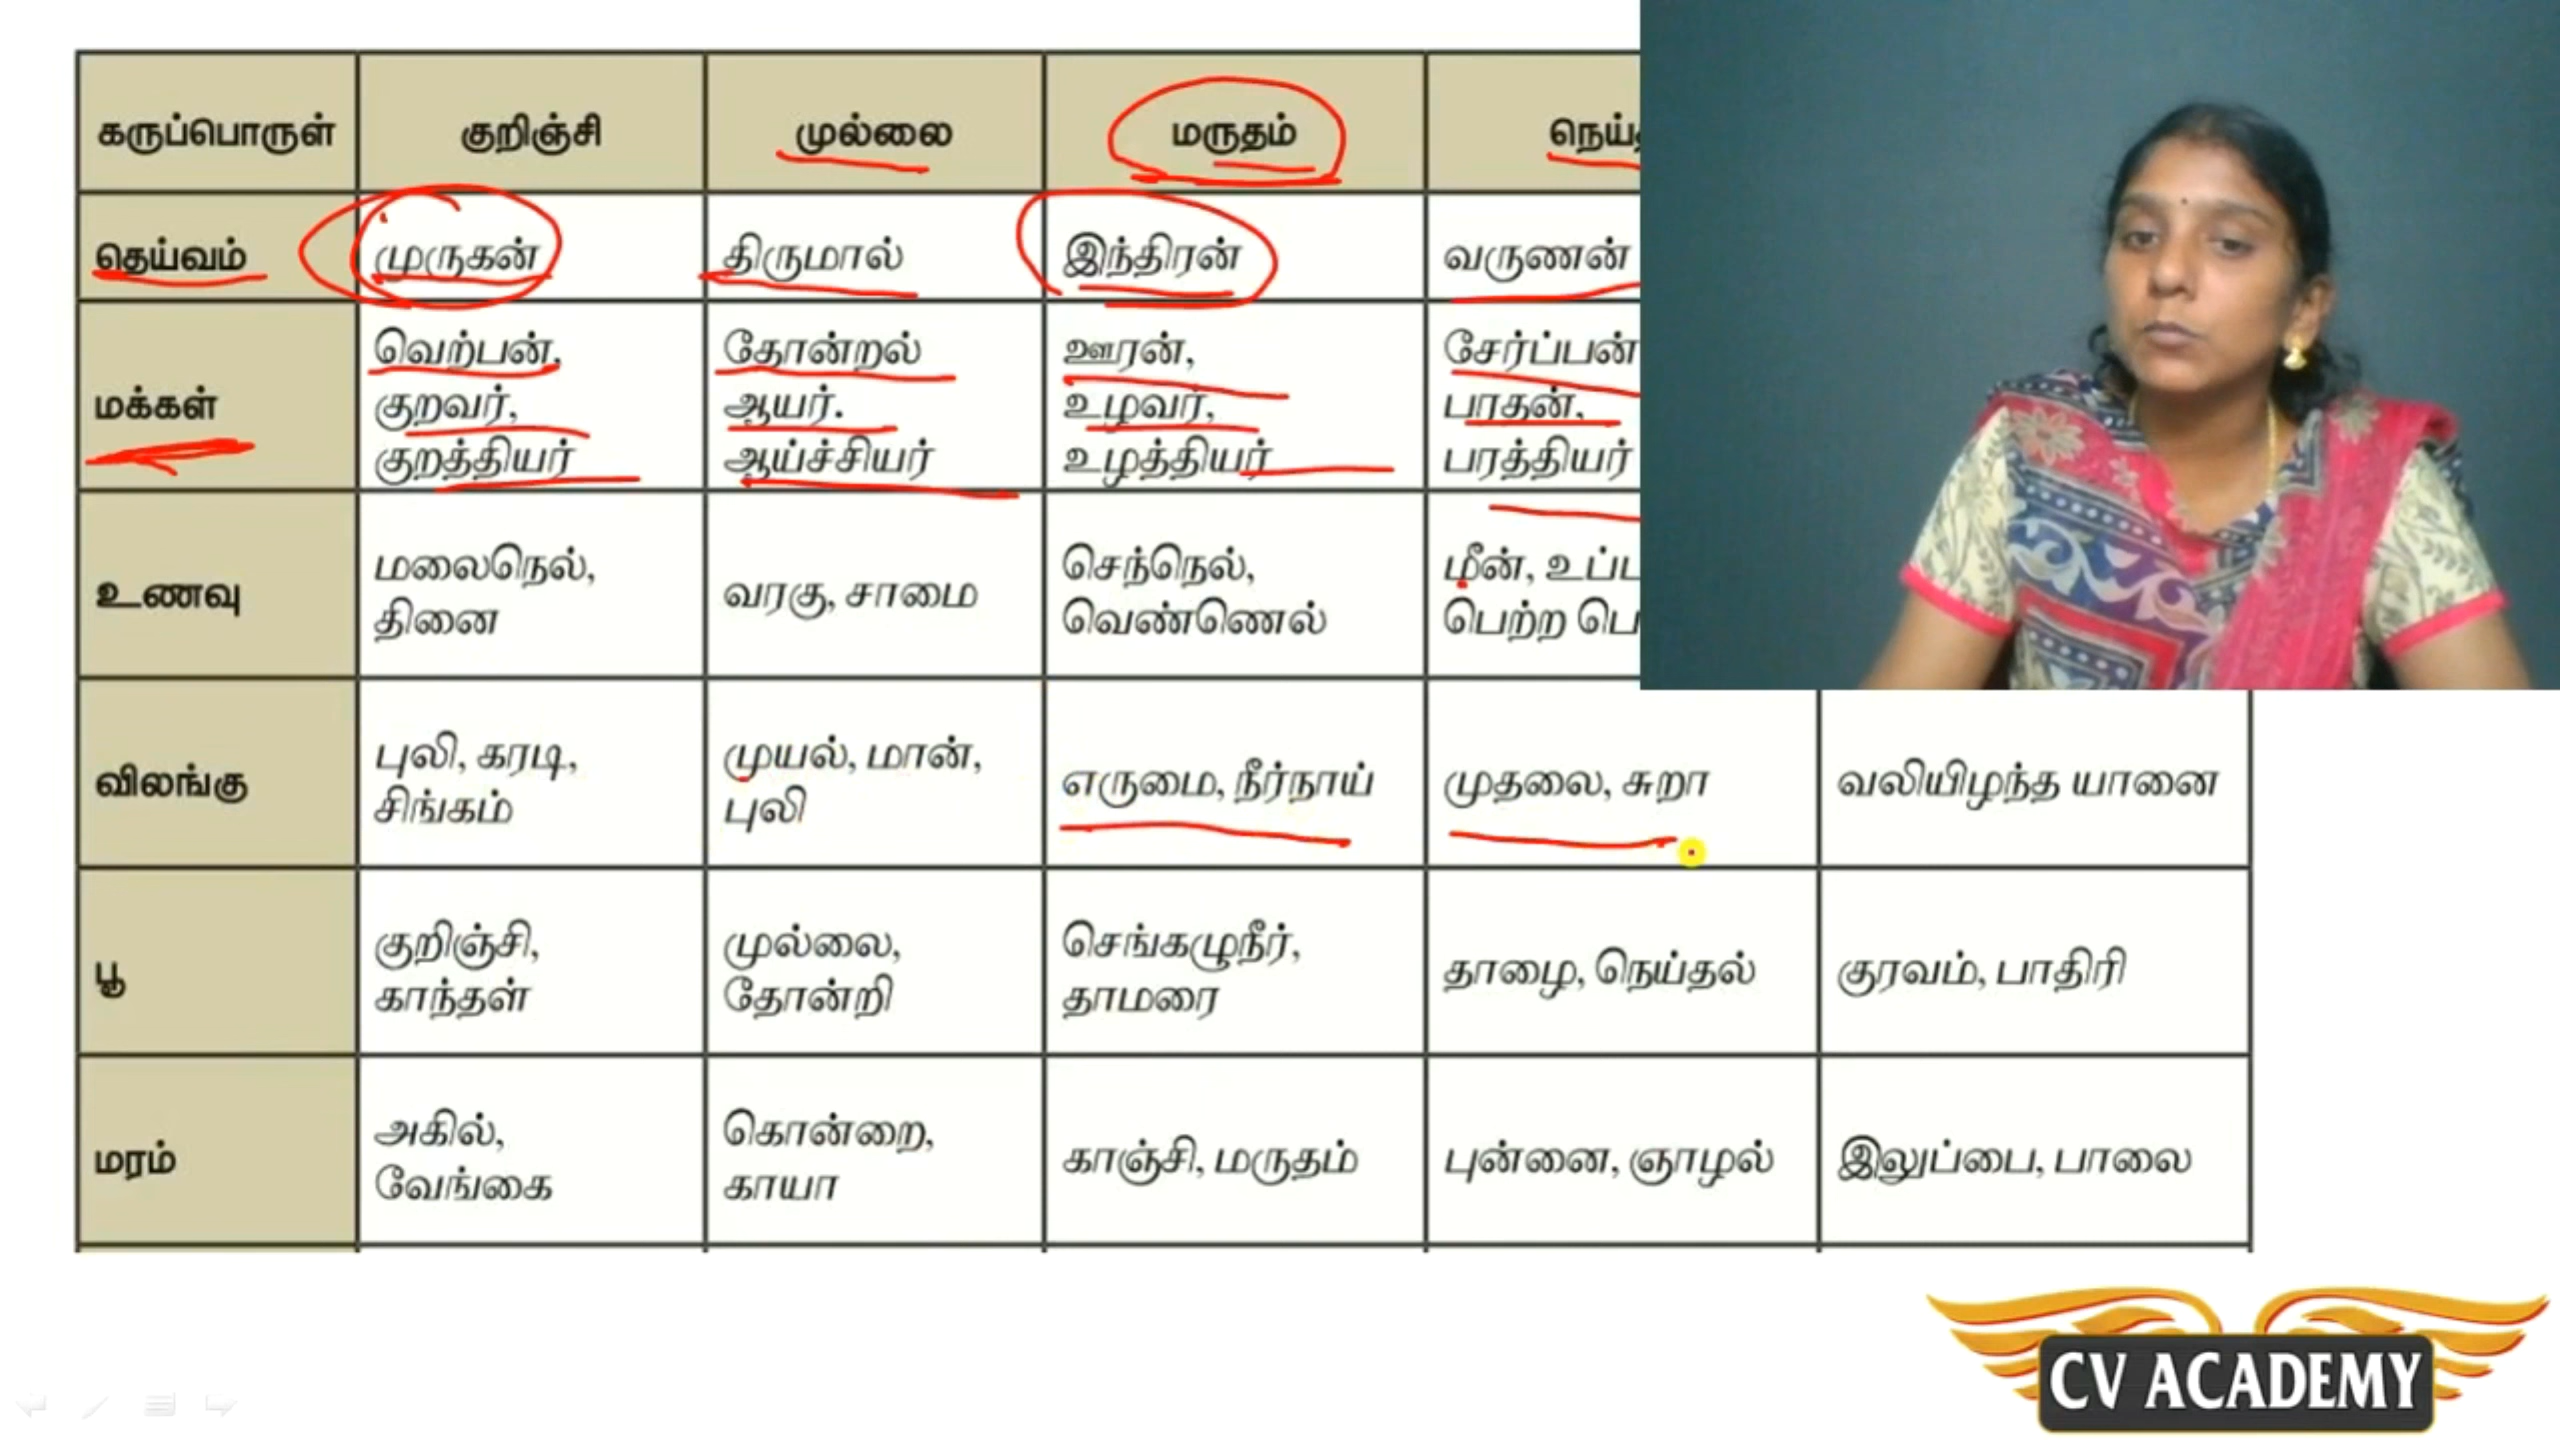 கருப்பொருள் குறிஞ்சி முல்லை மருதம்
தெய்வம் முருகன் திருமால் இந்திரன் வருணன்
மக்கள்
வெற்பன்,
குறவர்,
குறத்தியர்
தோன்றல்
ஆயர்.
ஆய்ச்சியர்
ஊரன்,
உழவர்,
உழத்தியர்
சேர்ப்பன்
பரதன்,
பரத்தியர்
உணவு
மலைநெல்,
தினை
வரகு, சாமை
செந்நெல்,
வெண்ணெல்
மீன்,
பெற்ற
விலங்கு
புலி, கரடி,
சிங்கம்
முயல், மான்,
புலி
எருமை, நீர்நாய்
முதலை, சுறா
வலியிழந்த யானை
பூ
குறிஞ்சி,
காந்தள்
முல்லை,
தோன்றி
செங்கழுநீர்,
தாமரை
தாழை, நெய்தல்
குரவம், பாதிரி
மரம்
அகில்,
வேங்கை
கொன்றை,
காயா
காஞ்சி, மருதம்
புன்னை, ஞாழல்
இலுப்பை, பாலை
CV ACADEMY